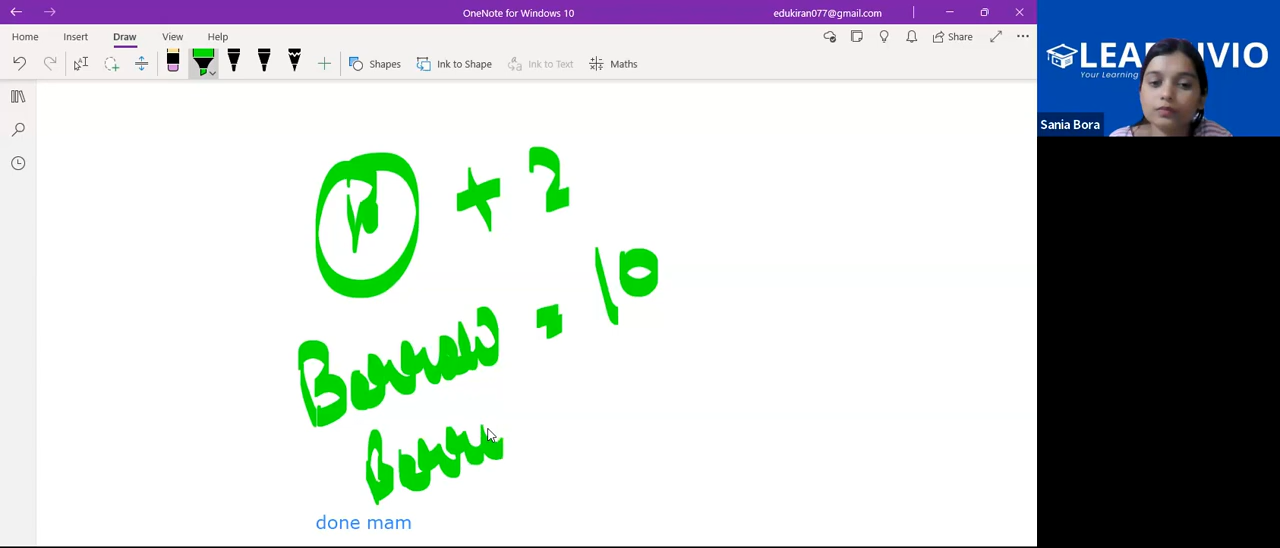 OneNote for Windows 10
edukiran077@gmail.com
Home Insert Draw View Help
Share
Shapes
Ink to Shape
Ink to Text
Maths
Your Learning
Sania Bora
+ 2
Borrow = 10
Borro
done mam